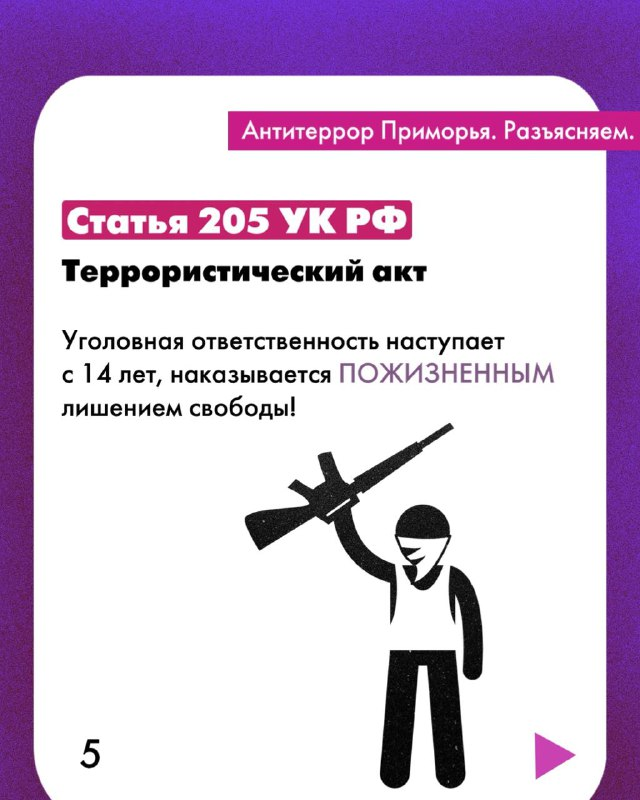 Антитеррор Приморья. Разъясняем.
Статья 205 УК РФ
Террористический акт
Уголовная ответственность наступает
с 14 лет, наказывается ПОЖИЗНЕННЫМ
лишением свободы!
5